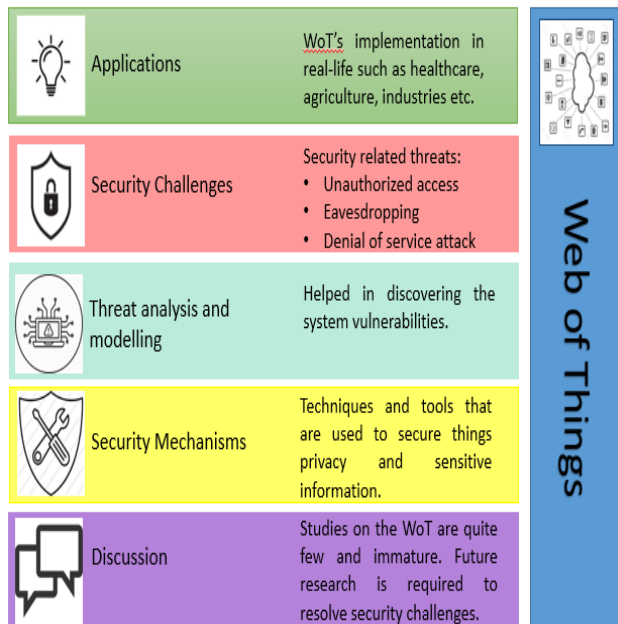 Applications
WoT's implementation in
real-life such as healthcare,
agriculture, industries etc.
Security Challenges
Security related threats:
• Unauthorized access
• Eavesdropping
• Denial of service attack
Threat analysis and
modelling
Helped in discovering the
system vulnerabilities.
Security Mechanisms
Techniques and tools that
are used to secure things
privacy and sensitive
information.
Discussion
Studies on the WoT are quite
few and immature. Future
research is required to
resolve security challenges.
Web of Things